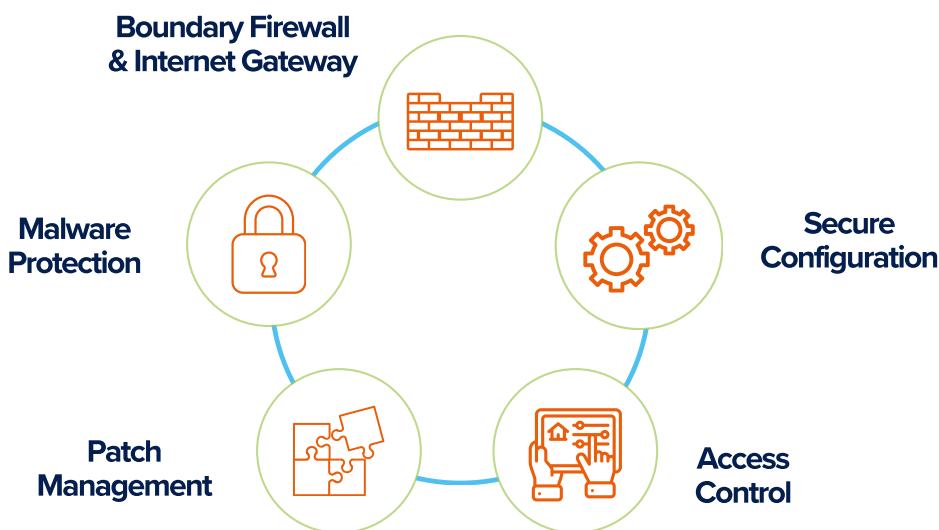 Boundary Firewall
& Internet Gateway
Malware
Protection
Secure
Configuration
Patch
Management
Access
Control